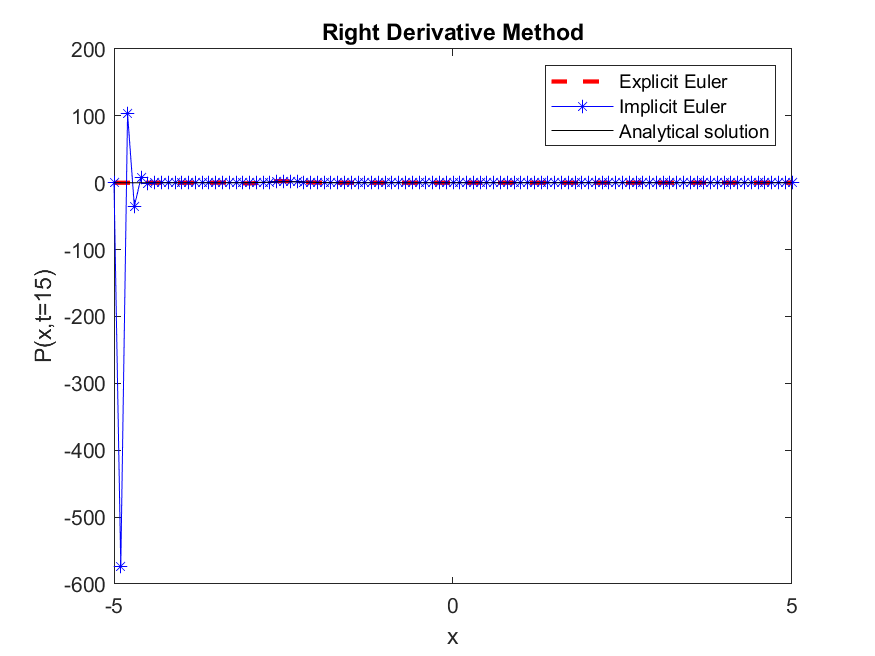 Right Derivative Method
200
100
0
-100
-200
-300
-400
-500
-600
P(x,t=15)
Explicit Euler
Implicit Euler
Analytical solution
-5
0
5
x